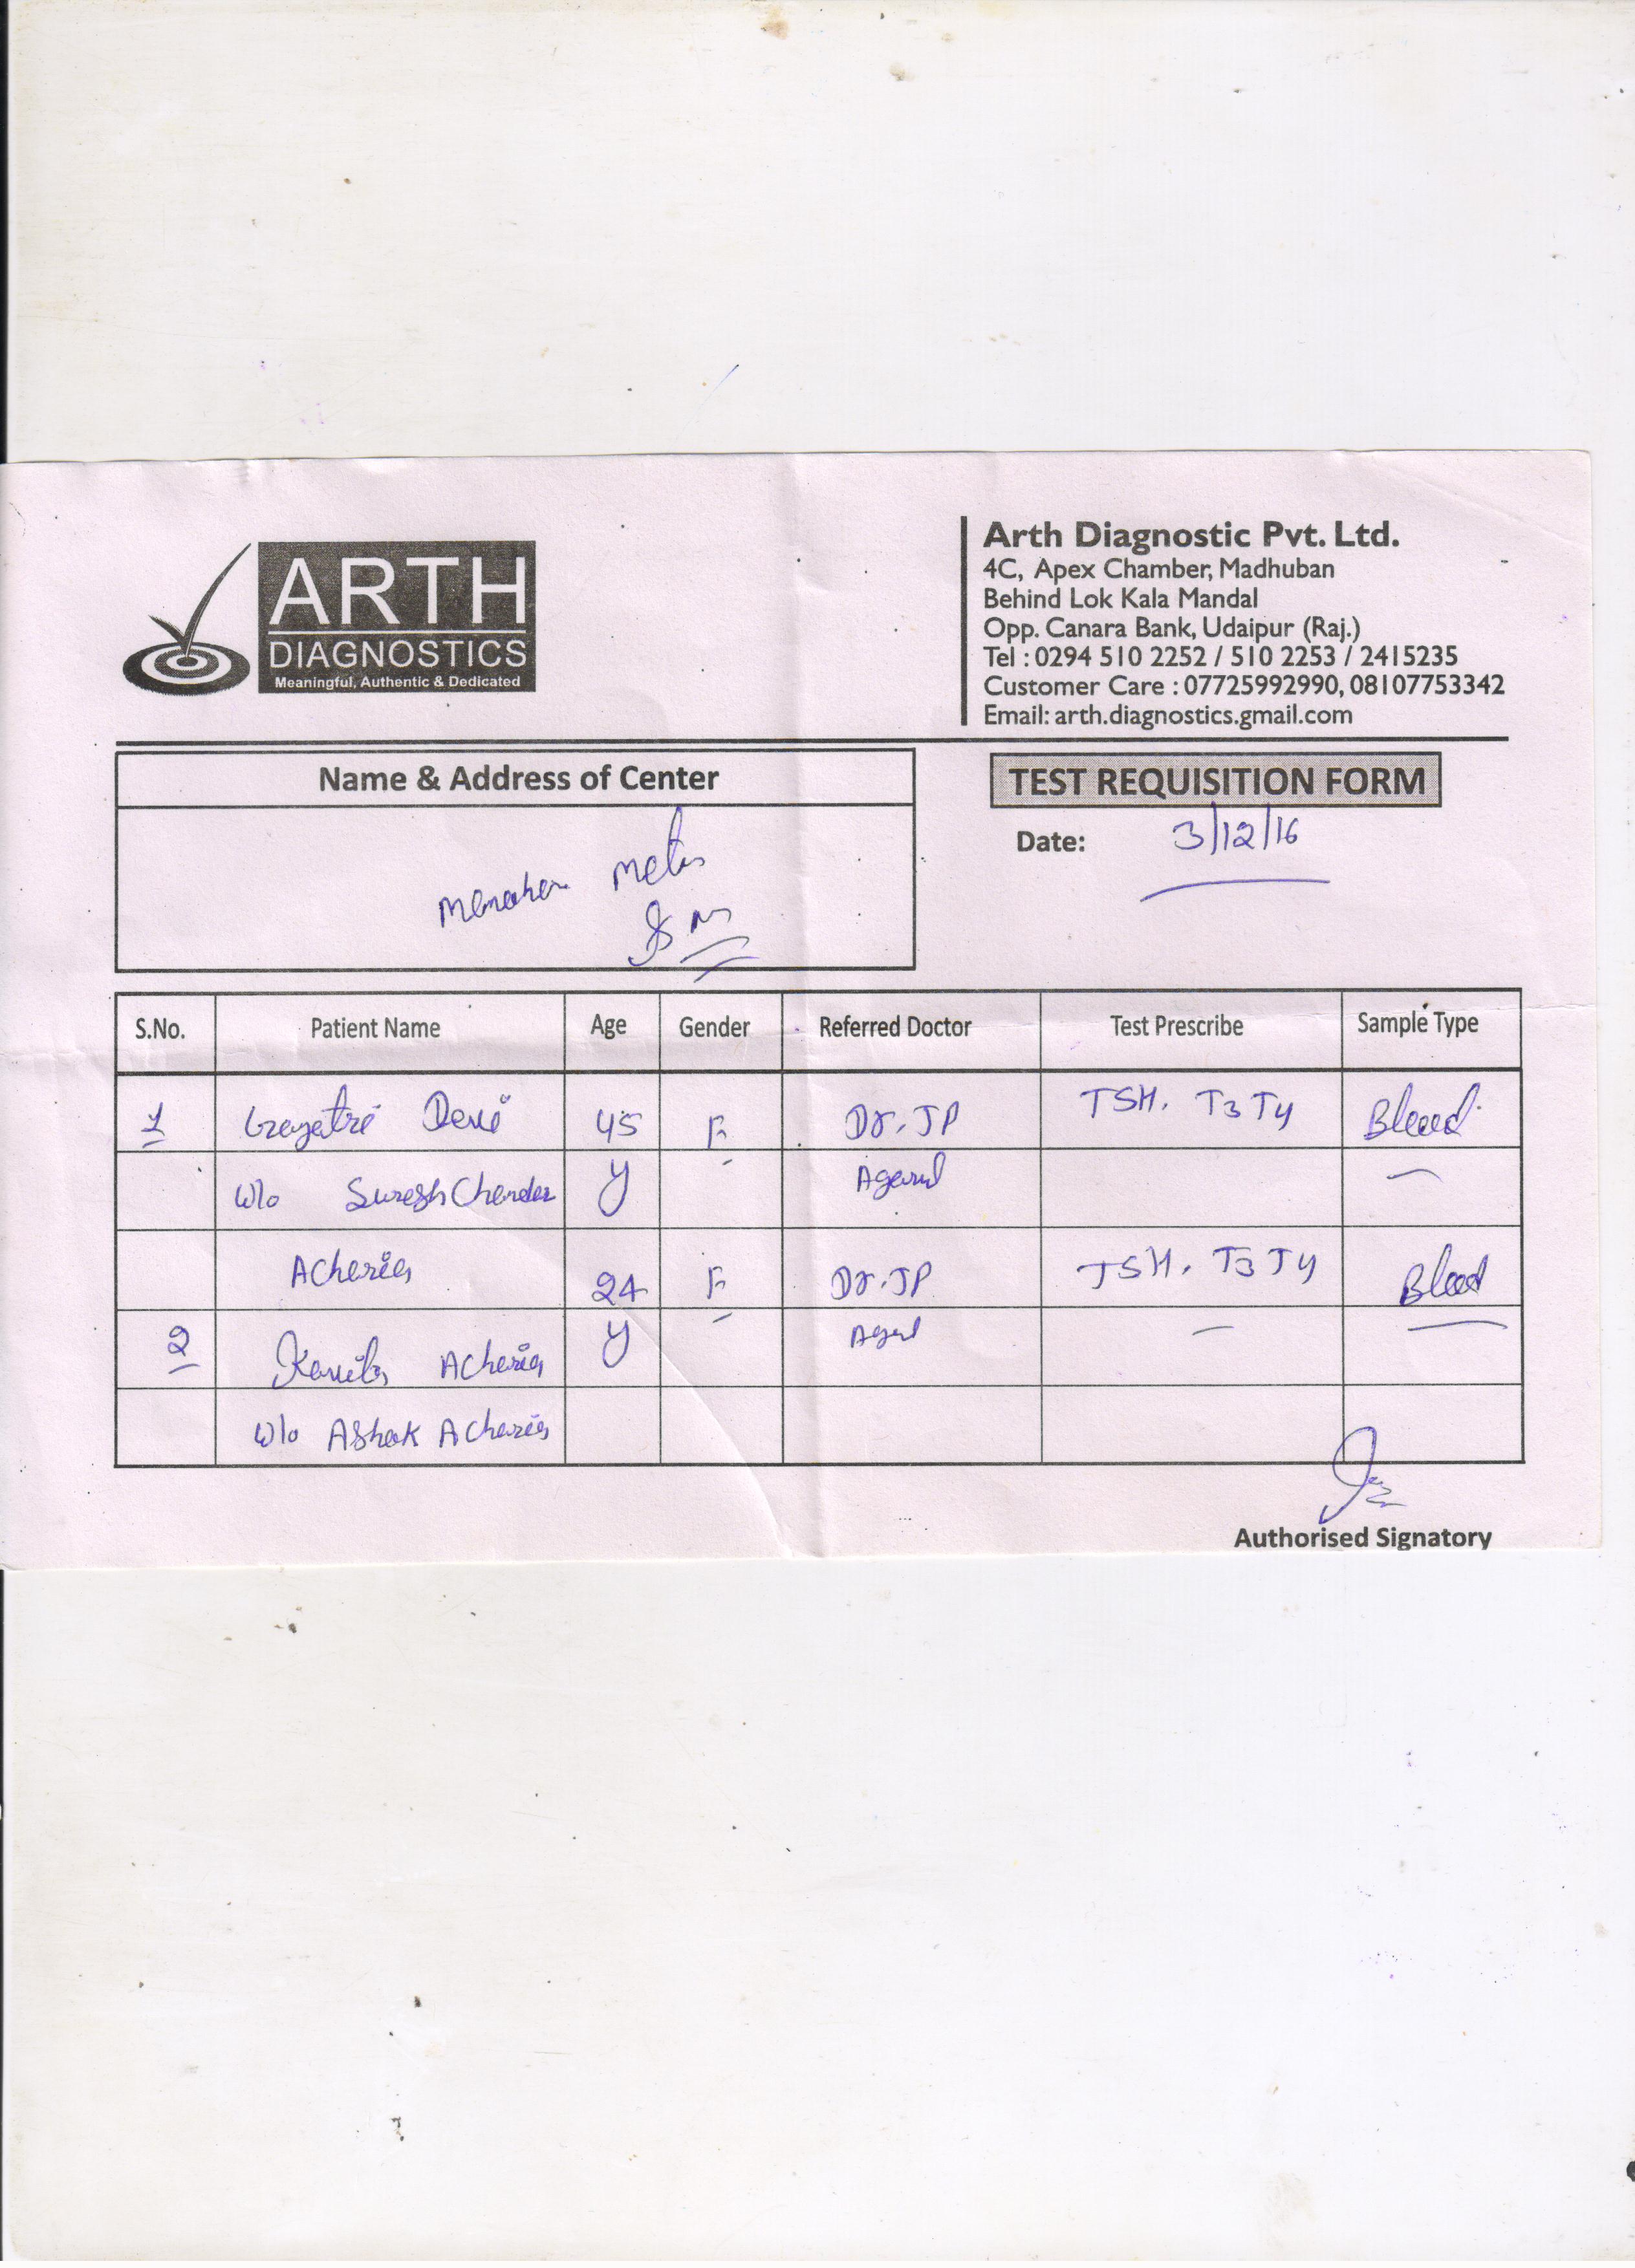 ARTH
DIAGNOSTICS
Meaningful, Authentic & Dedicated
Arth Diagnostic Pvt. Ltd.
4C, Apex Chamber, Madhuban
Behind Lok Kala Mandal
Opp. Canara Bank, Udaipur (Raj.)
Tel : 0294 510 2252 / 510 2253 / 2415235
Customer Care : 07725992990, 08107753342
Email: arth.diagnostics.gmail.com
Name & Address of Center
TEST REQUISITION FORM
Date: 3/12/16
S.No. Patient Name Age Gender Referred Doctor Test Prescribe Sample Type
1 Gayatri Devi 45 F Dr. JP TSH. T3 T4 Blood
W/o Suresh Chander Y
Acharia 24 F Dr. JP TSH. T3 T4 Blood
2 Kavita Acharia Y
W/o Ashok Acharia
Authorised Signatory